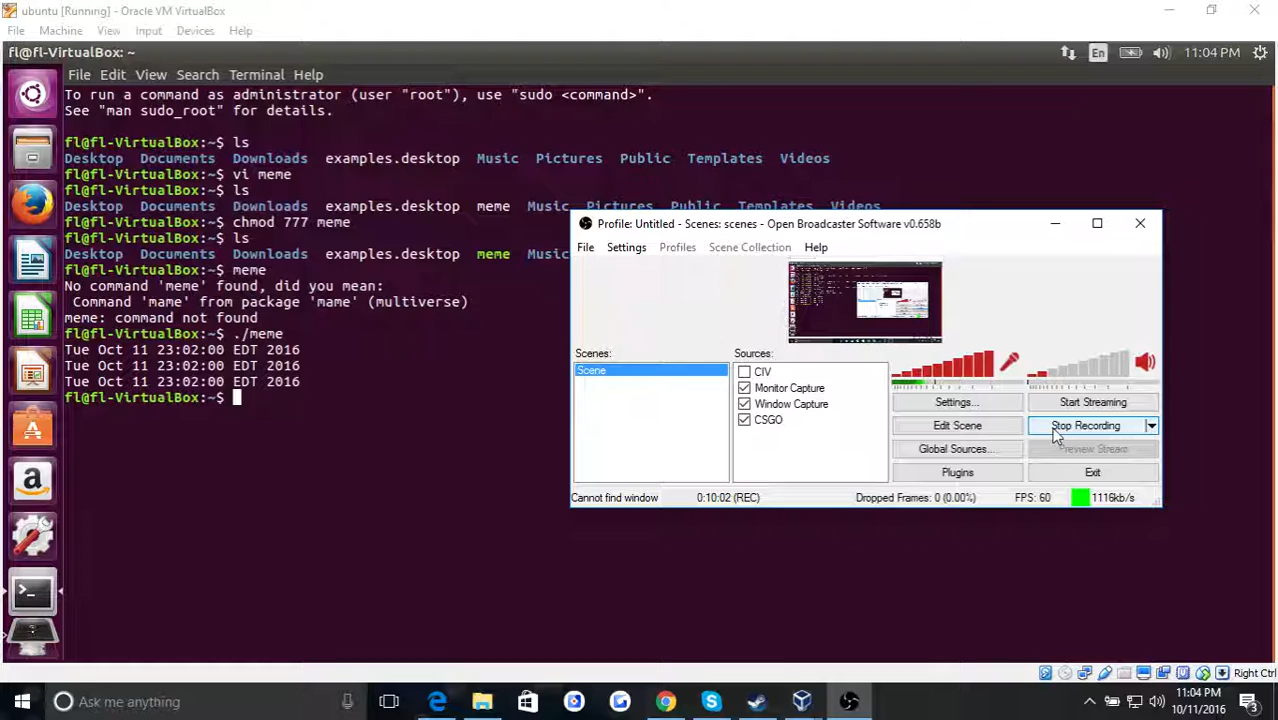 ubuntu [Running] - Oracle VM VirtualBox
File Machine View Input Devices Help
fl@fl-VirtualBox: ~
En 11:04 PM
File Edit View Search Terminal Help
To run a command as administrator (user "root"), use "sudo <command>".
See "man sudo_root" for details.
fl@fl-VirtualBox:~$ ls
Desktop Documents Downloads examples.desktop Music Pictures Public Templates Videos
fl@fl-VirtualBox:~$ vi meme
fl@fl-VirtualBox:~$ ls
Desktop Documents Downloads examples.desktop meme Music Pictures Public Templates Videos
fl@fl-VirtualBox:~$ chmod 777 meme
fl@fl-VirtualBox:~$ ls
Desktop Documents Downloads examples.desktop meme Music
fl@fl-VirtualBox:~$ meme
No command 'meme' found, did you mean:
Command 'mame' from package 'mame' (multiverse)
meme: command not found
fl@fl-VirtualBox:~$ ./meme
Tue Oct 11 23:02:00 EDT 2016
Tue Oct 11 23:02:00 EDT 2016
Tue Oct 11 23:02:00 EDT 2016
fl@fl-VirtualBox:~$
Profile: Untitled - Scenes: scenes - Open Broadcaster Software v0.658b
File Settings Profiles Scene Collection Help
Scenes: Sources:
Scene
CIV
Monitor Capture
Window Capture
CSGO
Settings... Start Streaming
Edit Scene Stop Recording
Global Sources... Preview Stream
Plugins Exit
Cannot find window 0:10:02 (REC) Dropped Frames: 0 (0.00%) FPS: 60 1116kb/s
Right Ctrl
Ask me anything
11:04 PM
10/11/2016
3